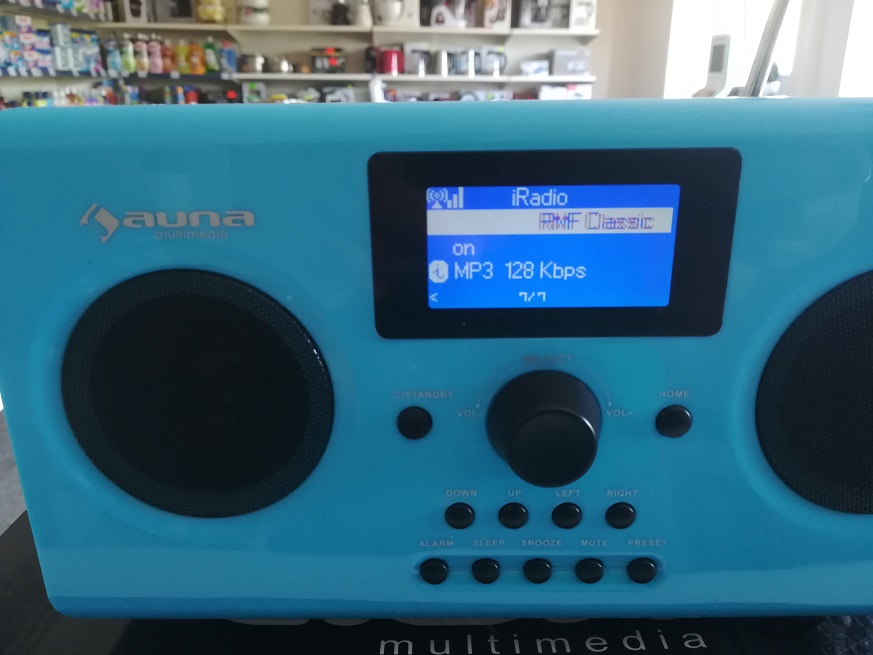 auna
multimedia
iRadio
RMF Classic
on
i MP3 128 Kbps
< 7/7
SELECT
/STANDBY
VOL-
VOL+
HOME
DOWN UP LEFT RIGHT
ALARM SLEEP SNOOZE MUTE PRESET
multimedia